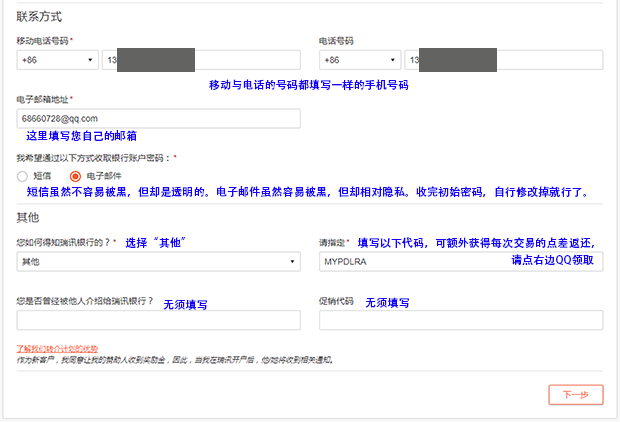 联系方式
移动电话号码* 电话号码
+86 13 +86 13
移动与电话的号码都填写一样的手机号码
电子邮箱地址*
68660728@qq.com
这里填写您自己的邮箱
我希望通过以下方式收取银行账户密码：*
短信 电子邮件
短信虽然不容易被黑，但却是透明的。电子邮件虽然容易被黑，但却相对隐私。收完初始密码，自行修改掉就行了。
其他
您如何得知瑞讯银行的？* 选择“其他” 请指定* 填写以下代码，可额外获得每次交易的点差返还，
其他 MYPDLRA 请点右边QQ领取
您是否曾经被他人介绍给瑞讯银行？ 无须填写 促销代码 无须填写
了解我们转介计划的优势
作为新客户，我同意让我的赞助人收到奖励金，因此，当我在瑞讯开户后，他/她将收到相关通知。
下一步